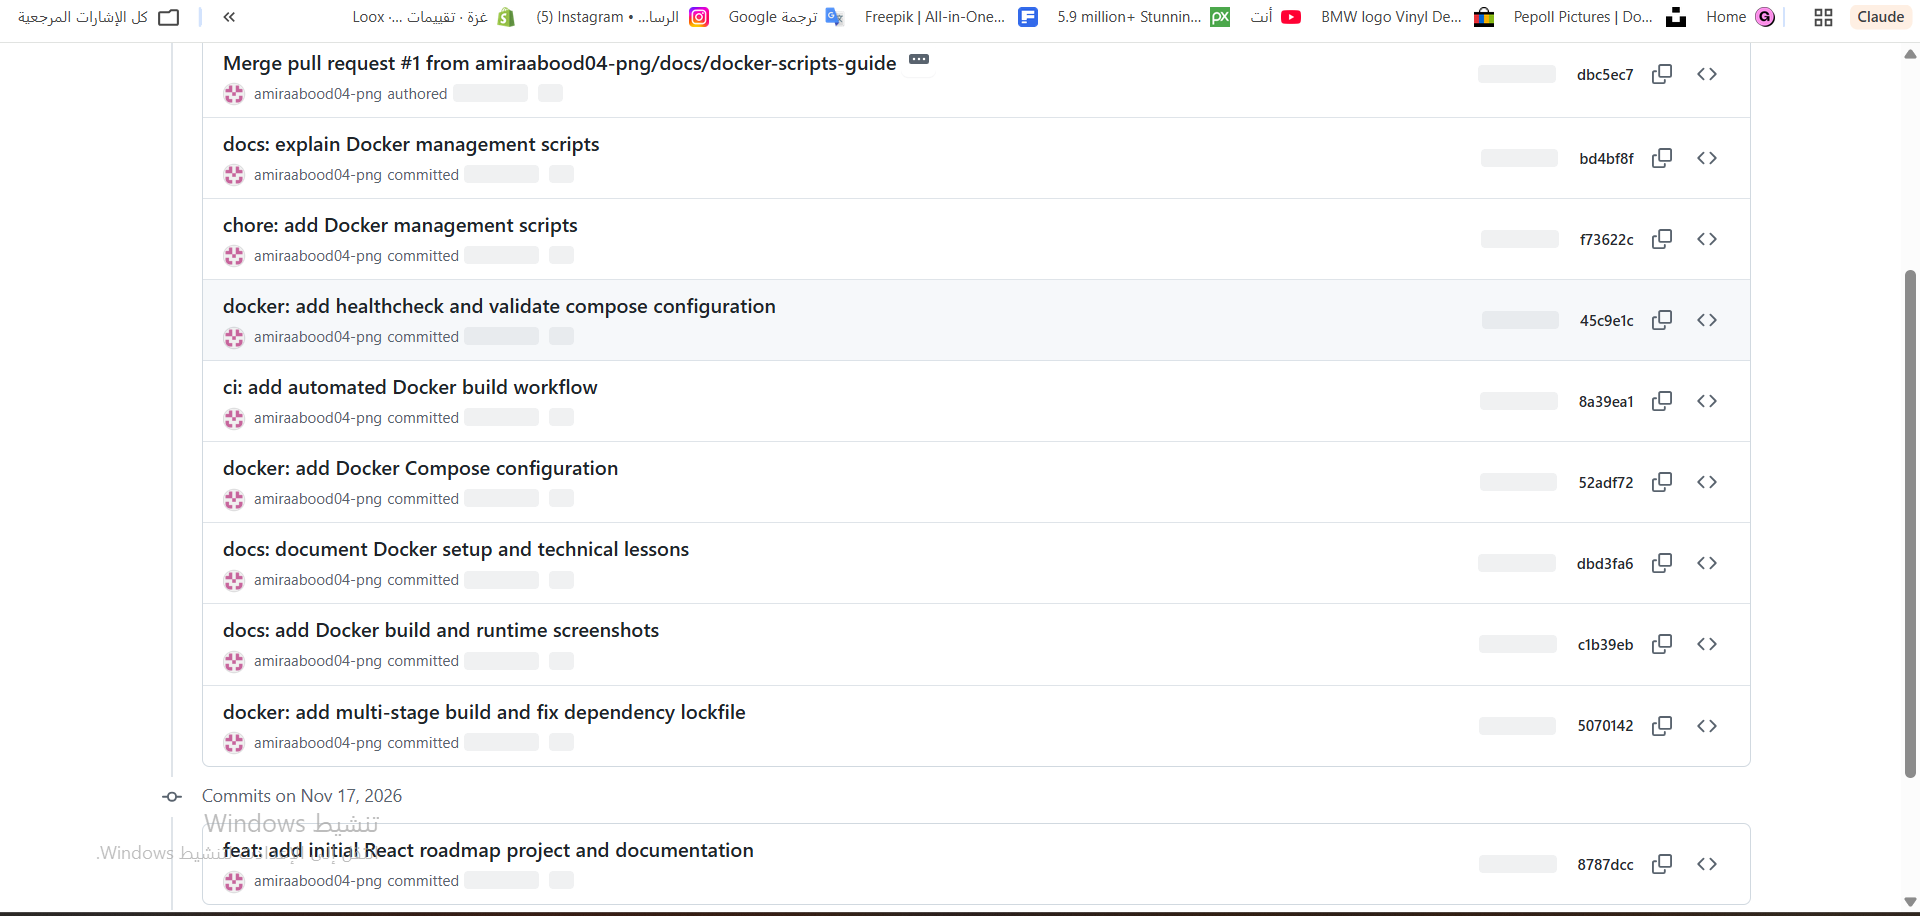 كل الإشارات المرجعية
«
Loox ·... غزة · تقييمات
(5) Instagram • الرسا...
Google ترجمة
Freepik | All-in-One...
5.9 million+ Stunnin...
أنت
BMW logo Vinyl De...
Pepoll Pictures | Do...
Home
G
Claude
Merge pull request #1 from amiraabood04-png/docs/docker-scripts-guide
amiraabood04-png authored
dbc5ec7
docs: explain Docker management scripts
amiraabood04-png committed
bd4bf8f
chore: add Docker management scripts
amiraabood04-png committed
f73622c
docker: add healthcheck and validate compose configuration
amiraabood04-png committed
45c9e1c
ci: add automated Docker build workflow
amiraabood04-png committed
8a39ea1
docker: add Docker Compose configuration
amiraabood04-png committed
52adf72
docs: document Docker setup and technical lessons
amiraabood04-png committed
dbd3fa6
docs: add Docker build and runtime screenshots
amiraabood04-png committed
c1b39eb
docker: add multi-stage build and fix dependency lockfile
amiraabood04-png committed
5070142
Commits on Nov 17, 2026
تنشيط Windows
انتقل إلى الإعدادات لتنشيط Windows.
feat: add initial React roadmap project and documentation
amiraabood04-png committed
8787dcc